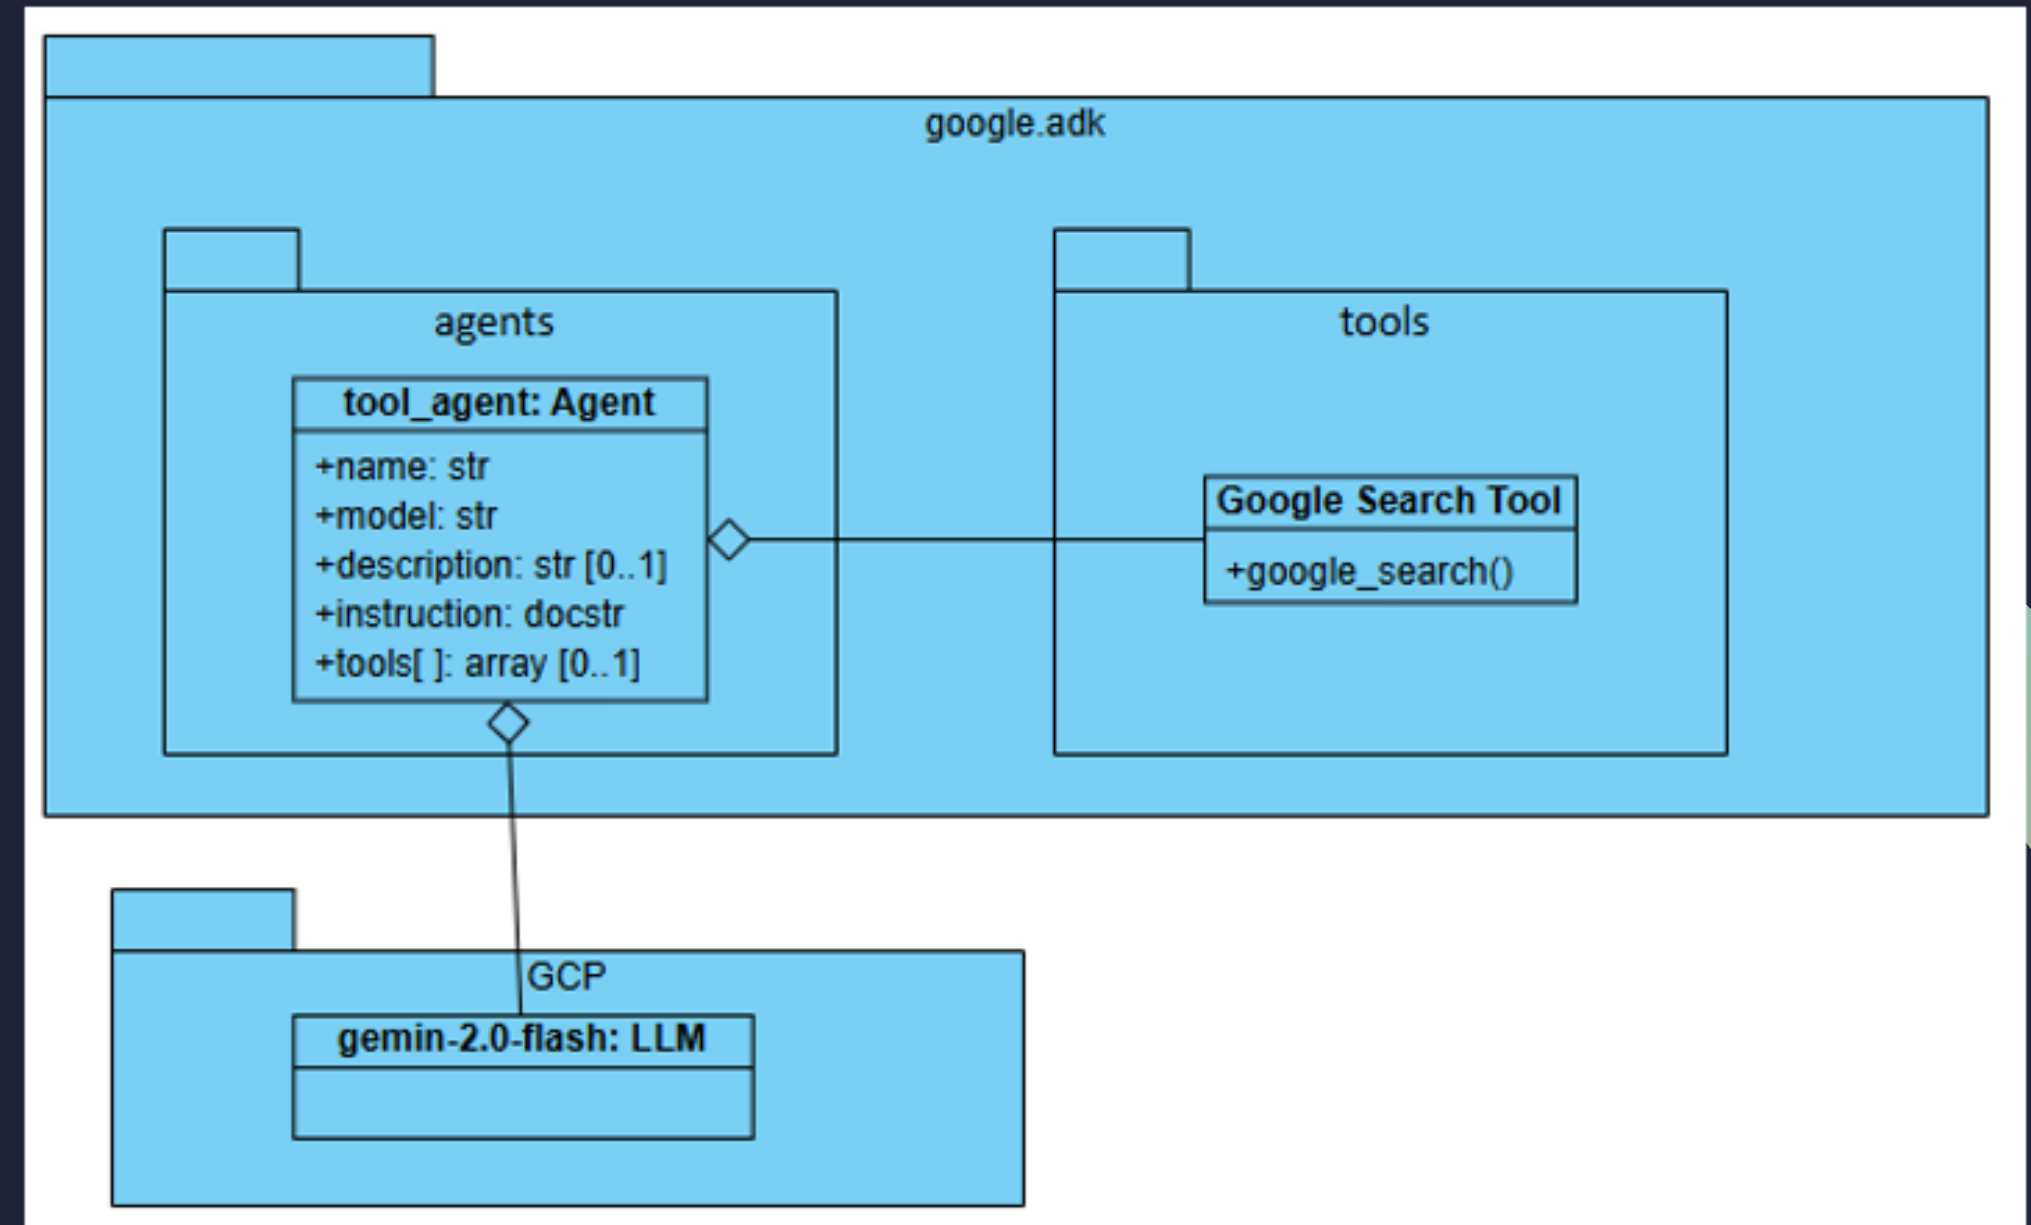 google.adk
agents
tool_agent: Agent
+name: str
+model: str
+description: str [0..1]
+instruction: docstr
+tools[ ]: array [0..1]
tools
Google Search Tool
+google_search()
GCP
gemin-2.0-flash: LLM